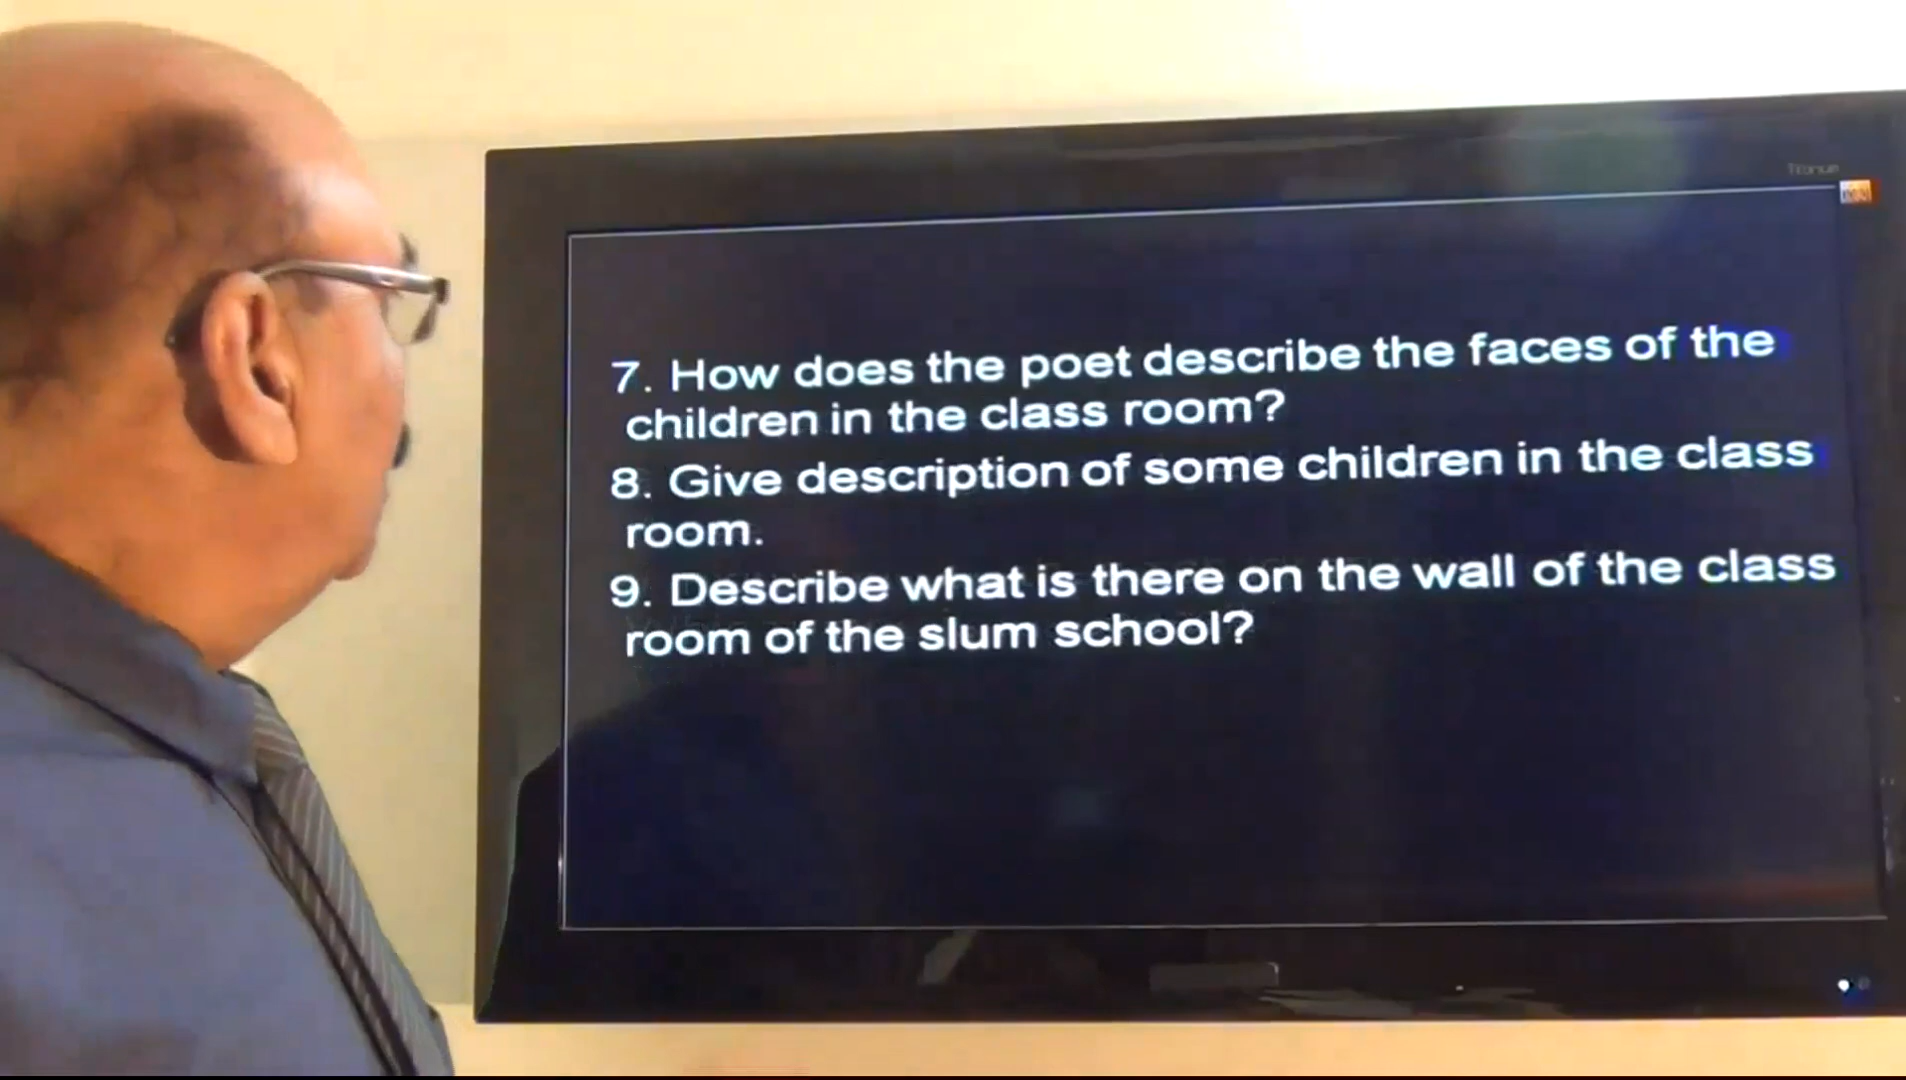 7. How does the poet describe the faces of the
children in the class room?
8. Give description of some children in the class
room.
9. Describe what is there on the wall of the class
room of the slum school?